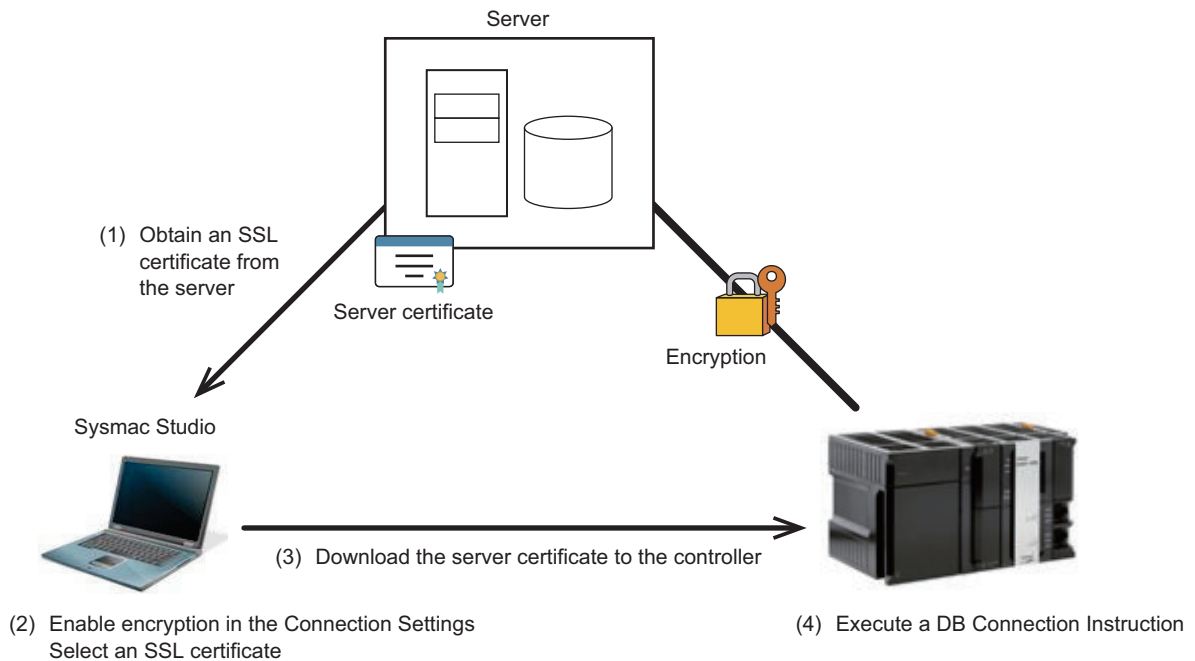 Server
(1) Obtain an SSL
certificate from
the server
Server certificate
Encryption
Sysmac Studio
(3) Download the server certificate to the controller
(2) Enable encryption in the Connection Settings
Select an SSL certificate
(4) Execute a DB Connection Instruction